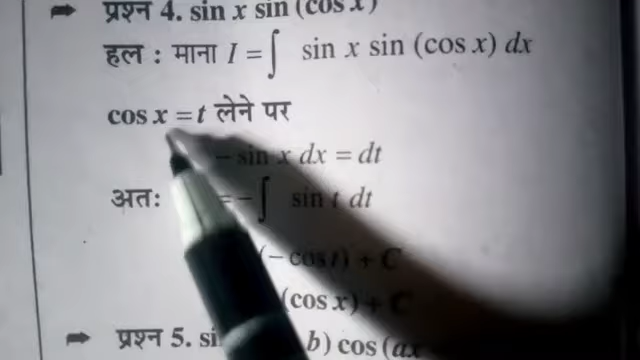 प्रश्न 4. sin x sin (cos x)
हल : माना I = ∫ sin x sin (cos x) dx
cos x = t लेने पर
– sin x dx = dt
अतः = – ∫ sin t dt
(– cos t) + C
(cos x) + C
प्रश्न 5. b) cos (ax